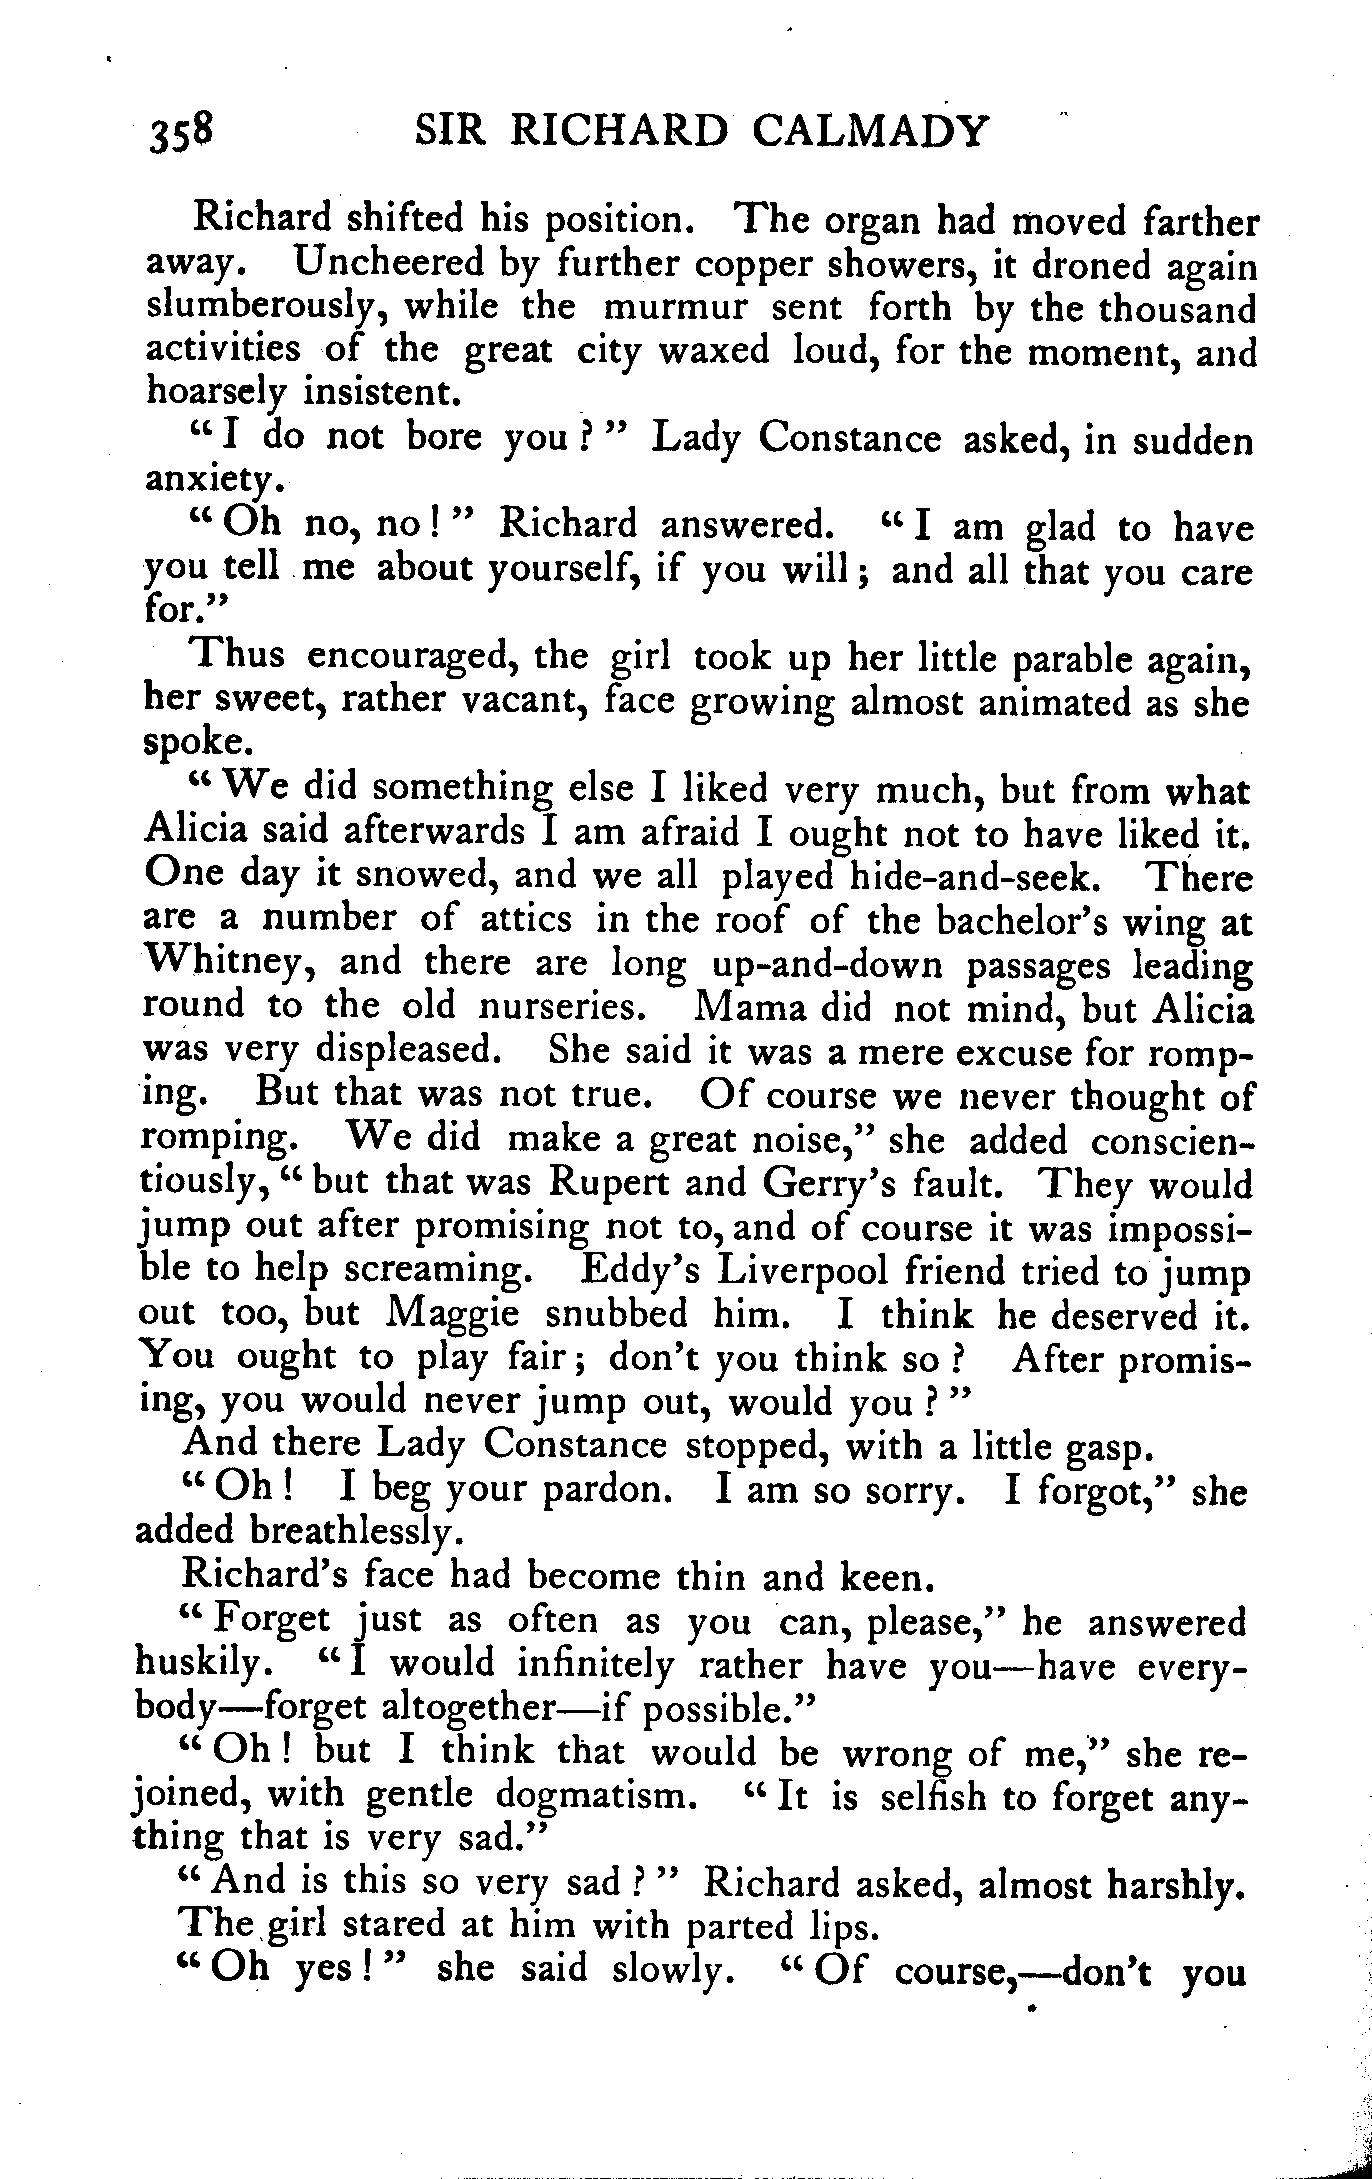 358 SIR RICHARD CALMADY
Richard shifted his position. The organ had moved farther
away. Uncheered by further copper showers, it droned again
slumberously, while the murmur sent forth by the thousand
activities of the great city waxed loud, for the moment, and
hoarsely insistent.
“I do not bore you?” Lady Constance asked, in sudden
anxiety.
“Oh no, no!” Richard answered. “I am glad to have
you tell me about yourself, if you will; and all that you care
for.”
Thus encouraged, the girl took up her little parable again,
her sweet, rather vacant, face growing almost animated as she
spoke.
“We did something else I liked very much, but from what
Alicia said afterwards I am afraid I ought not to have liked it.
One day it snowed, and we all played hide-and-seek. There
are a number of attics in the roof of the bachelor’s wing at
Whitney, and there are long up-and-down passages leading
round to the old nurseries. Mama did not mind, but Alicia
was very displeased. She said it was a mere excuse for romp-
ing. But that was not true. Of course we never thought of
romping. We did make a great noise,” she added conscien-
tiously, “but that was Rupert and Gerry’s fault. They would
jump out after promising not to, and of course it was impossi-
ble to help screaming. Eddy’s Liverpool friend tried to jump
out too, but Maggie snubbed him. I think he deserved it.
You ought to play fair; don’t you think so? After promis-
ing, you would never jump out, would you?”
And there Lady Constance stopped, with a little gasp.
“Oh! I beg your pardon. I am so sorry. I forgot,” she
added breathlessly.
Richard’s face had become thin and keen.
“Forget just as often as you can, please,” he answered
huskily. “I would infinitely rather have you—have every-
body—forget altogether—if possible.”
“Oh! but I think that would be wrong of me,” she re-
joined, with gentle dogmatism. “It is selfish to forget any-
thing that is very sad.”
“And is this so very sad?” Richard asked, almost harshly.
The girl stared at him with parted lips.
“Oh yes!” she said slowly. “Of course,—don’t you